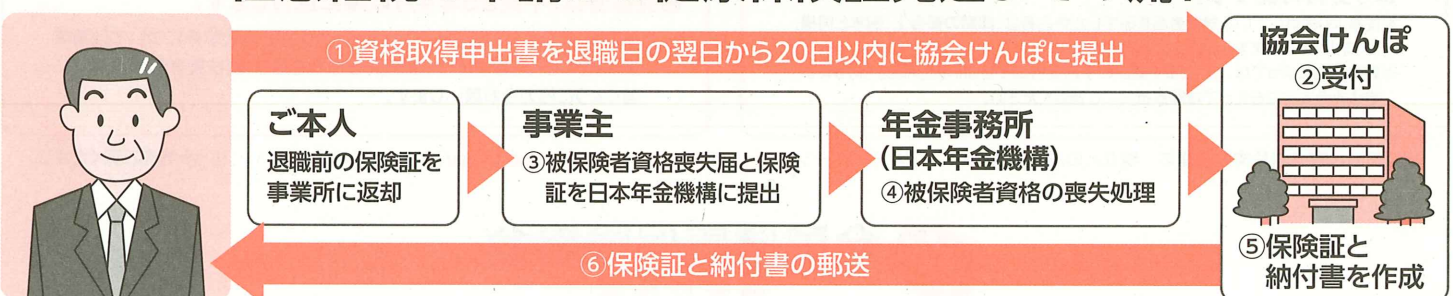 ①資格取得申出書を退職日の翌日から20日以内に協会けんぽに提出
協会けんぽ
②受付
ご本人
退職前の保険証を
事業所に返却
事業主
③被保険者資格喪失届と保険
証を日本年金機構に提出
年金事務所
(日本年金機構)
④被保険者資格の喪失処理
⑤保険証と
納付書を作成
⑥保険証と納付書の郵送